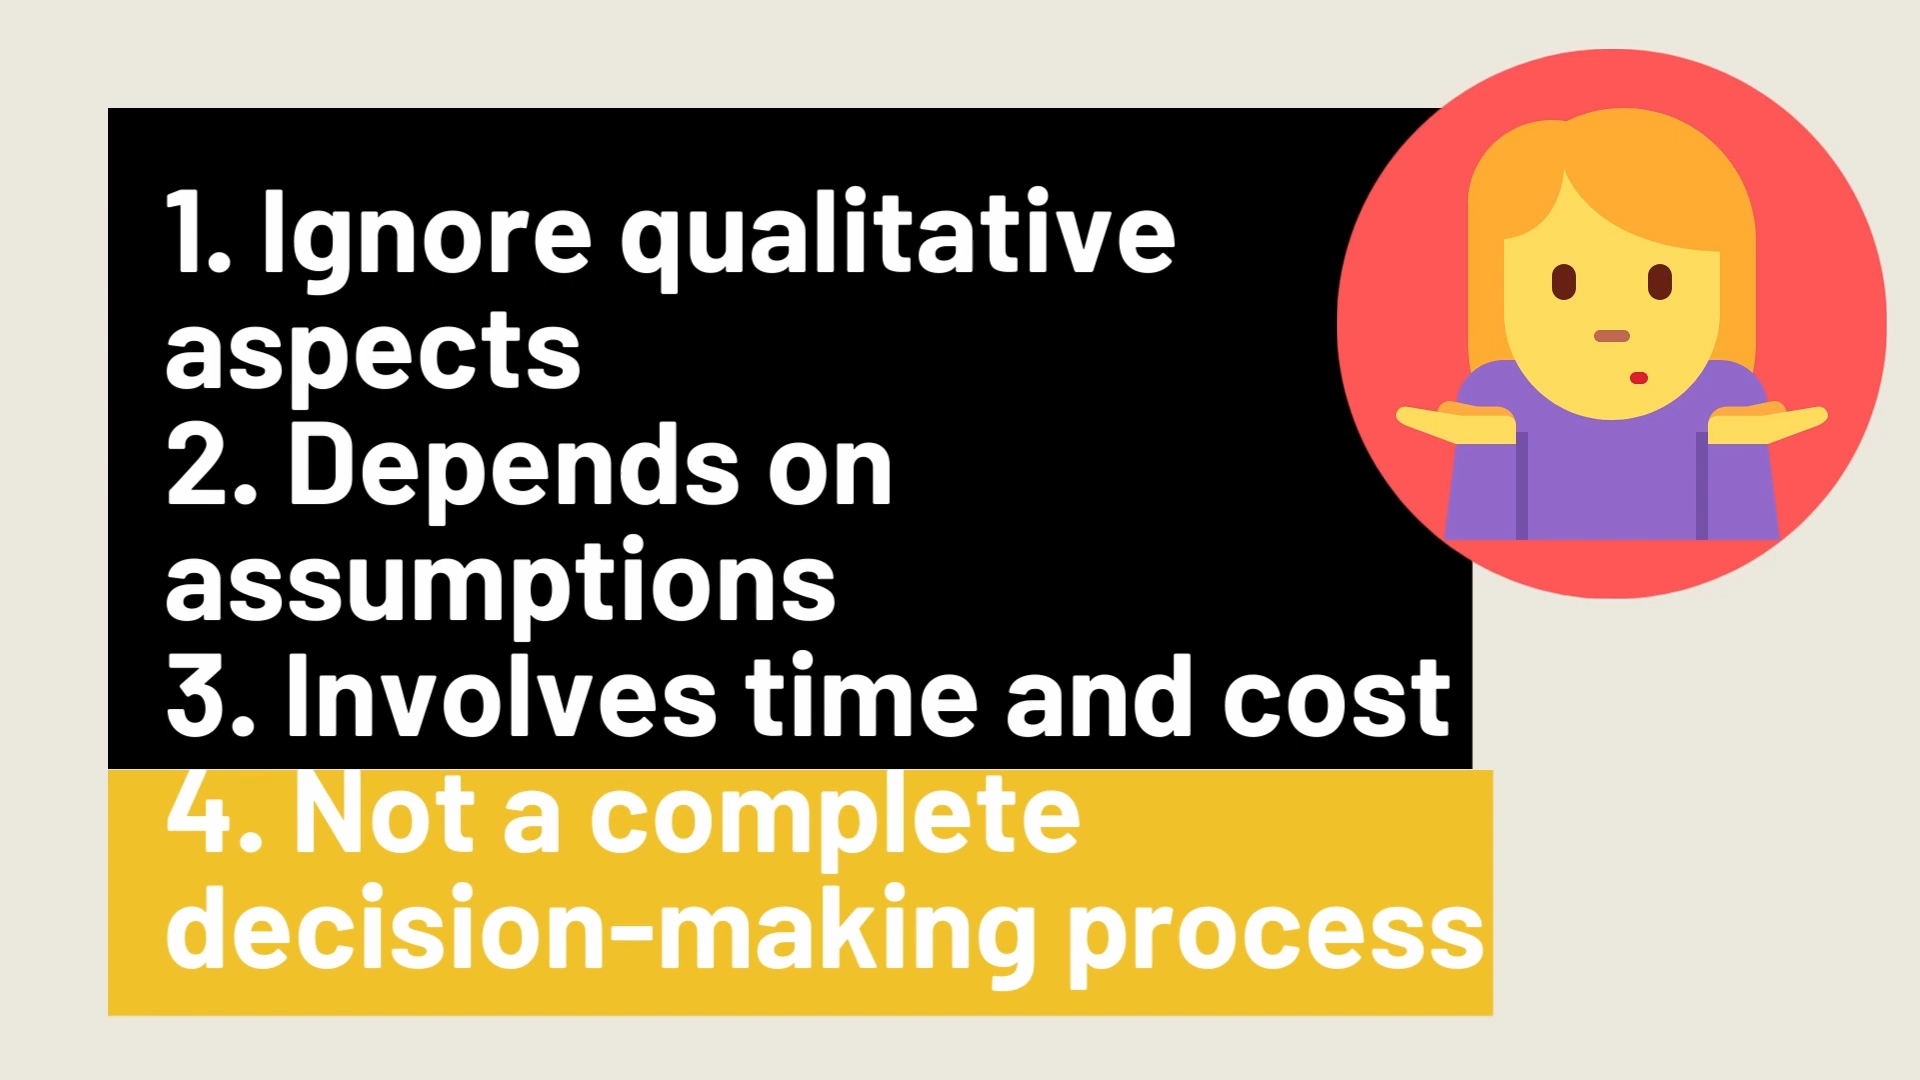 1. Ignore qualitative
aspects
2. Depends on
assumptions
3. Involves time and cost
4. Not a complete
decision-making process